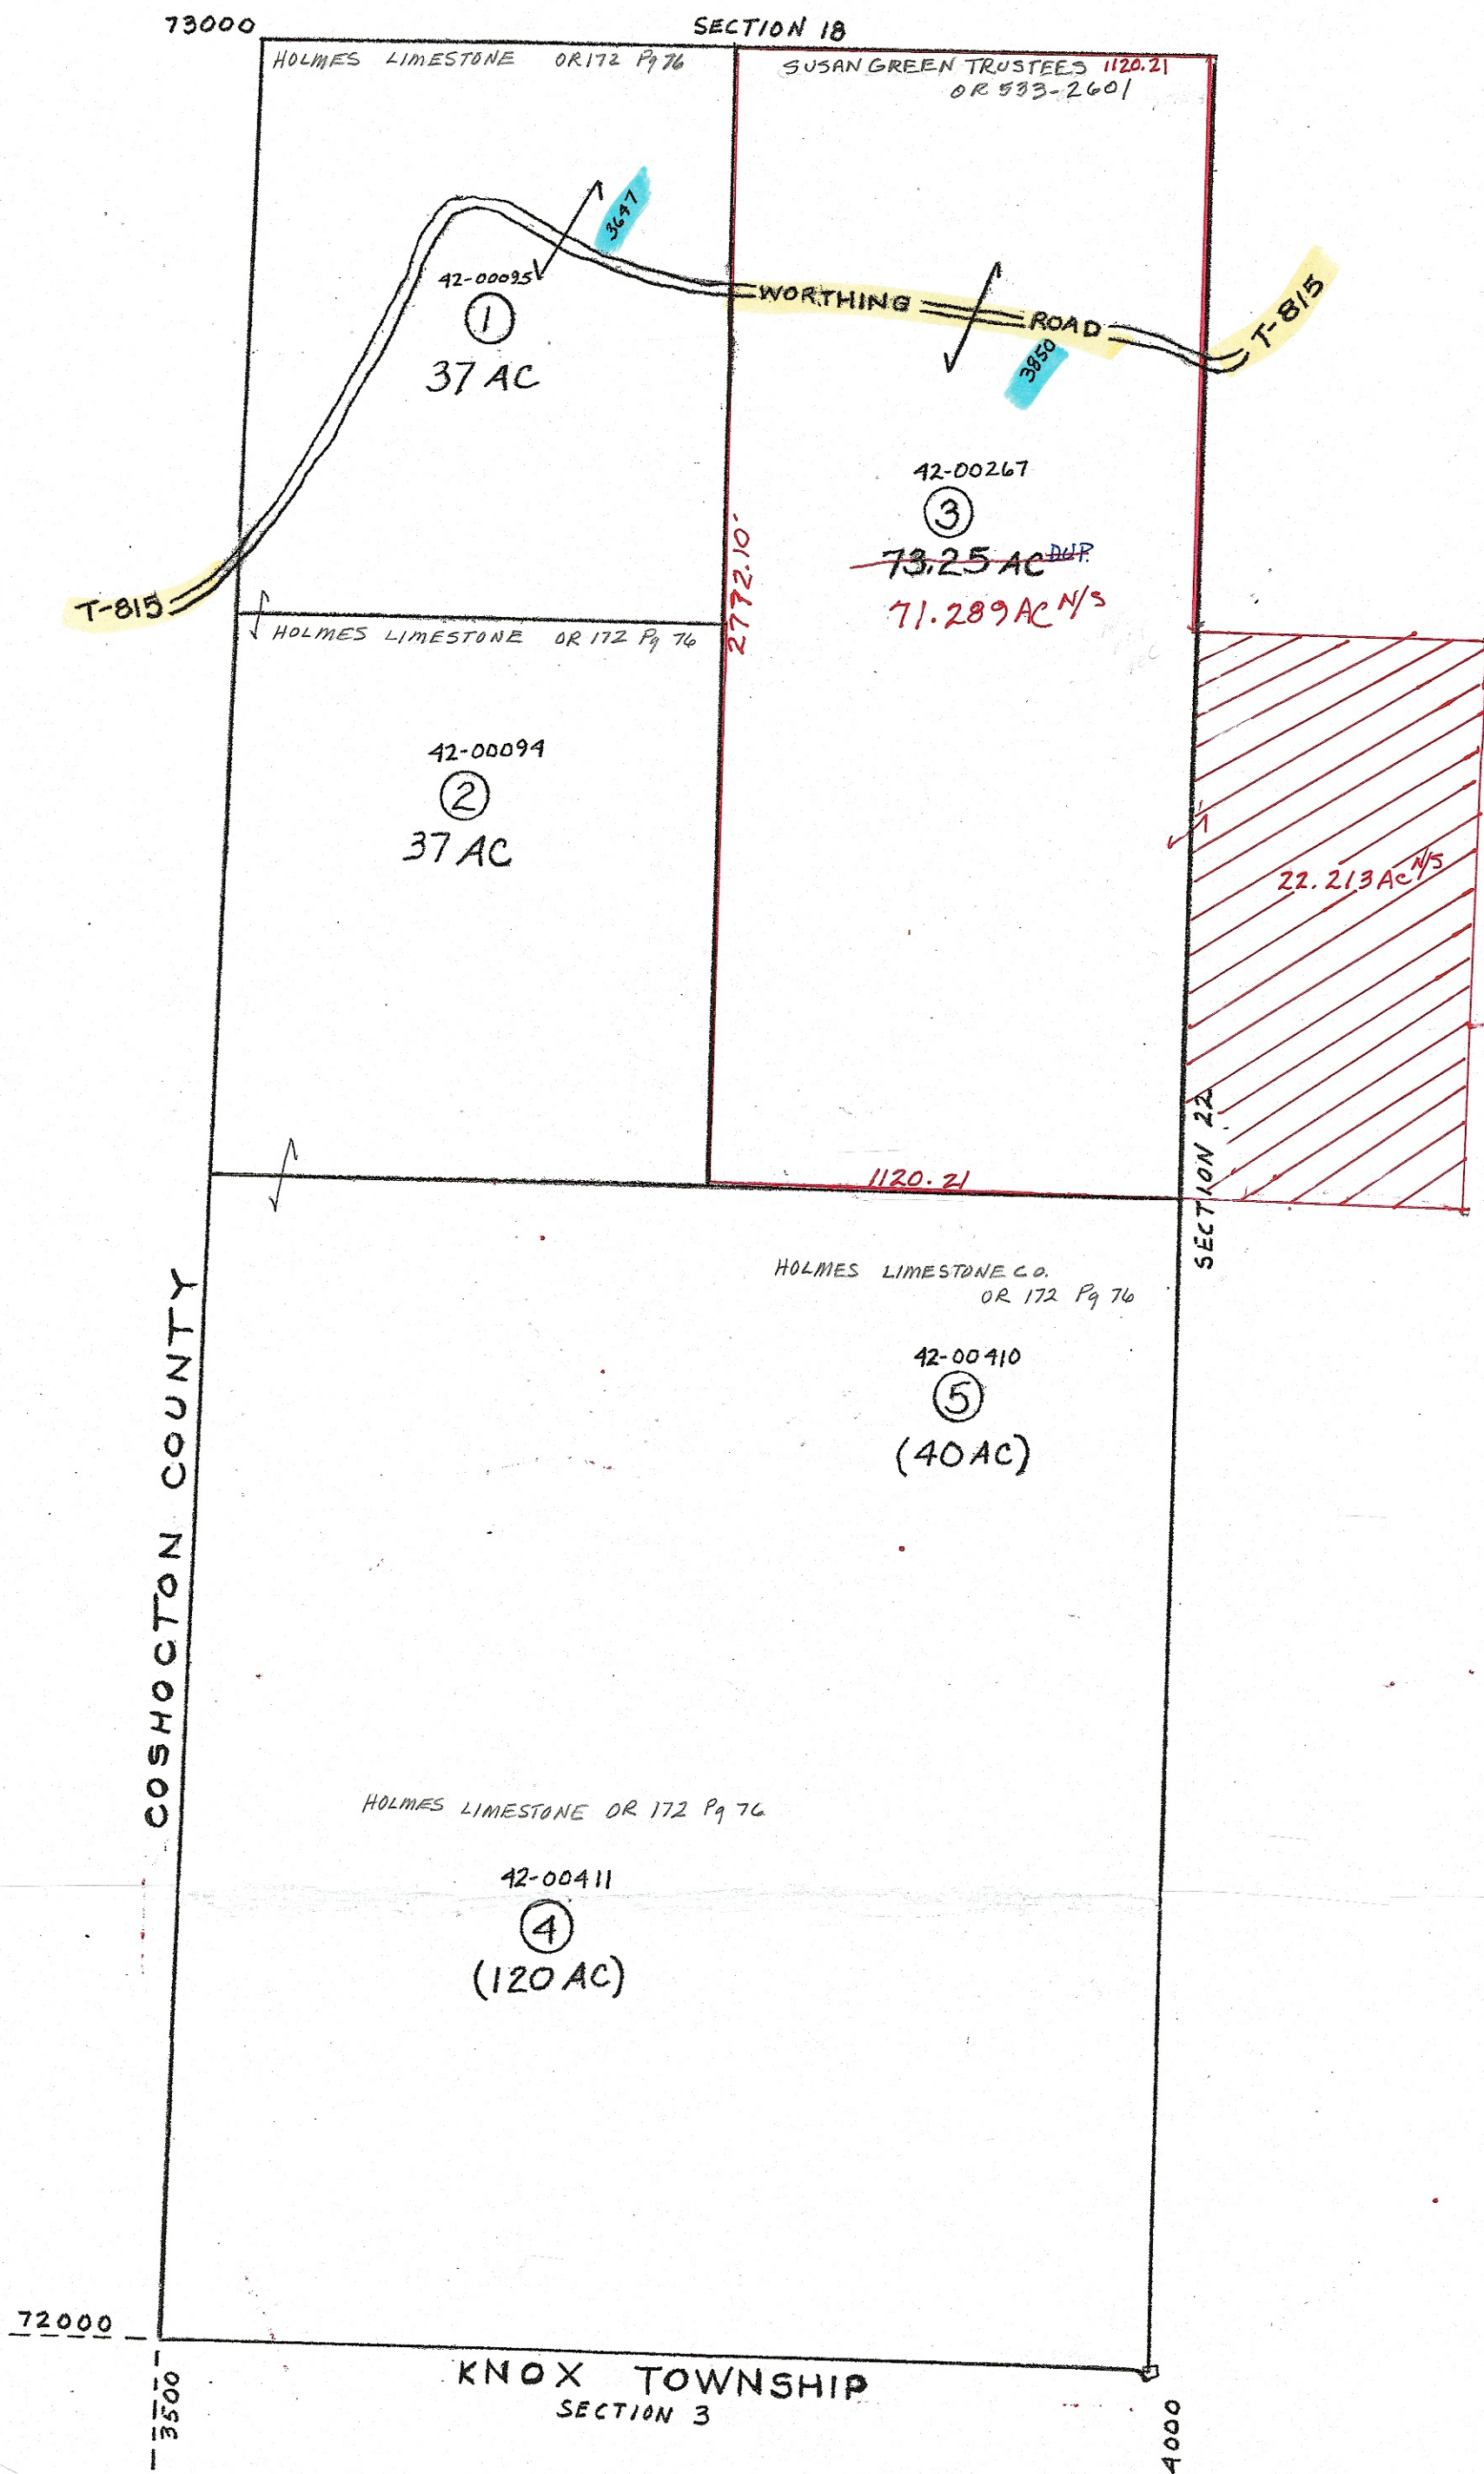 73000
SECTION 18
HOLMES LIMESTONE OR 172 Pg 76
SUSAN GREEN TRUSTEES 1120.21
OR 533-2601
3647
42-00095
1
37 AC
WORTHING ROAD
T-815
3850
42-00267
3
73.25 AC DUP.
71.289 AC N/S
2772.10'
T-815
HOLMES LIMESTONE OR 172 Pg 76
42-00094
2
37 AC
22.213 AC N/S
1120.21
SECTION 22
HOLMES LIMESTONE CO.
OR 172 Pg 76
42-00410
5
(40 AC)
COSHOCTON COUNTY
HOLMES LIMESTONE OR 172 Pg 76
42-00411
4
(120 AC)
72000
KNOX TOWNSHIP
SECTION 3
3500
4000